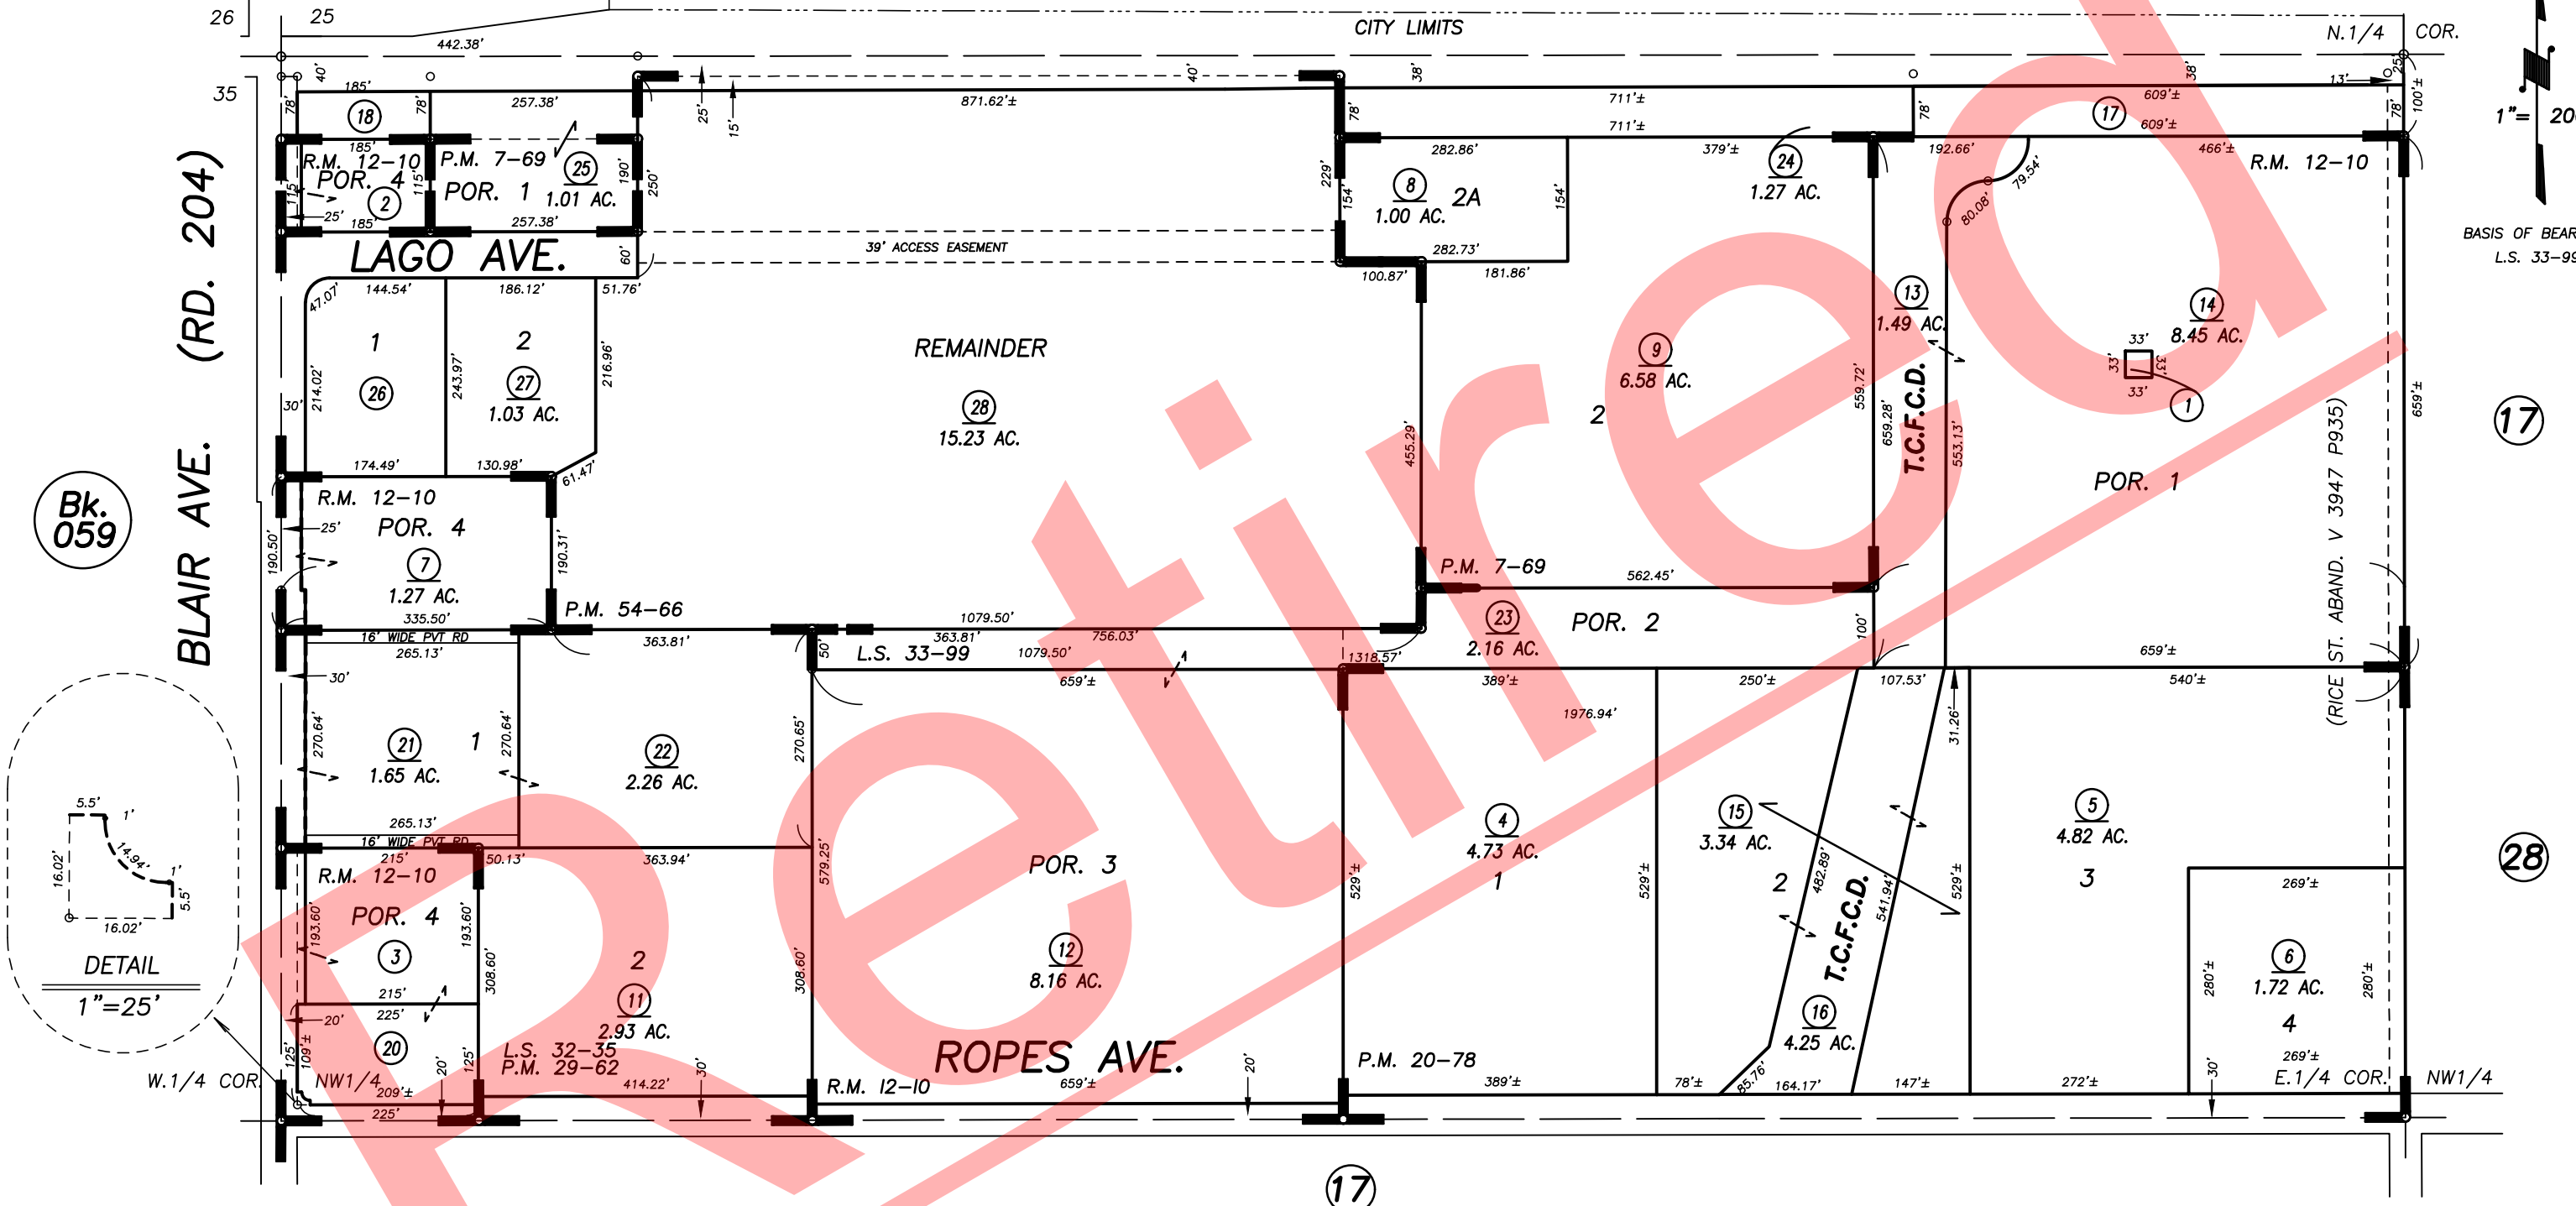 26
25
442.38'
CITY LIMITS
N.1/4 COR.
35
40'
78'
185'
78'
257.38'
25'
15'
871.62'±
40'
38'
38'
13'
25'
100'±
78'
711'±
711'±
78'
609'±
609'±
78'
1"= 20
18
17
185'
R.M. 12-10
POR. 4
2
115'
115'
25'
185'
P.M. 7-69
POR. 1
25
1.01 AC.
190'
250'
257.38'
229'
154'
282.86'
8
1.00 AC.
2A
154'
282.73'
100.87'
181.86'
379'±
24
1.27 AC.
192.66'
466'±
R.M. 12-10
79.54'
80.08'
BASIS OF BEAR
L.S. 33-99
LAGO AVE.
60'
39' ACCESS EASEMENT
BLAIR AVE. (RD. 204)
47.07'
144.54'
186.12'
51.76'
1
26
214.02'
30'
243.97'
2
27
1.03 AC.
216.96'
174.49'
130.98'
61.47'
REMAINDER
28
15.23 AC.
455.29'
9
6.58 AC.
2
559.72'
659.28'
13
1.49 AC.
T.C.F.C.D.
553.13'
14
8.45 AC.
33'
33'
33'
33'
1
POR. 1
(RICE ST. ABAND. V 3947 P935)
659'±
17
Bk.
059
R.M. 12-10
POR. 4
25'
7
1.27 AC.
190.50'
190.31'
335.50'
P.M. 54-66
P.M. 7-69
562.45'
23
2.16 AC.
POR. 2
100'
16' WIDE PVT RD
265.13'
363.81'
50'
363.81'
1079.50'
756.03'
L.S. 33-99
1079.50'
659'±
1318.57'
389'±
250'±
107.53'
659'±
540'±
1976.94'
31.26'
30'
270.64'
21
1.65 AC.
1
270.64'
22
2.26 AC.
270.65'
265.13'
16' WIDE PVT RD
215'
50.13'
363.94'
579.25'
R.M. 12-10
POR. 4
193.60'
193.60'
3
215'
225'
20'
20
125'
109'±
125'
20'
209'±
225'
308.60'
2
11
2.93 AC.
308.60'
L.S. 32-35
P.M. 29-62
414.22'
30'
POR. 3
12
8.16 AC.
ROPES AVE.
R.M. 12-10
659'±
20'
529'±
4
4.73 AC.
1
529'±
P.M. 20-78
389'±
15
3.34 AC.
2
482.89'
T.C.F.C.D.
541.94'
529'±
16
4.25 AC.
78'±
85.76'
164.17'
147'±
5
4.82 AC.
3
272'±
269'±
280'±
6
1.72 AC.
280'±
4
269'±
30'
E.1/4 COR.
NW1/4
28
5.5'
1'
14.94'
1'
16.02'
5.5'
16.02'
DETAIL
1"=25'
W.1/4 COR.
NW1/4
17
Retired